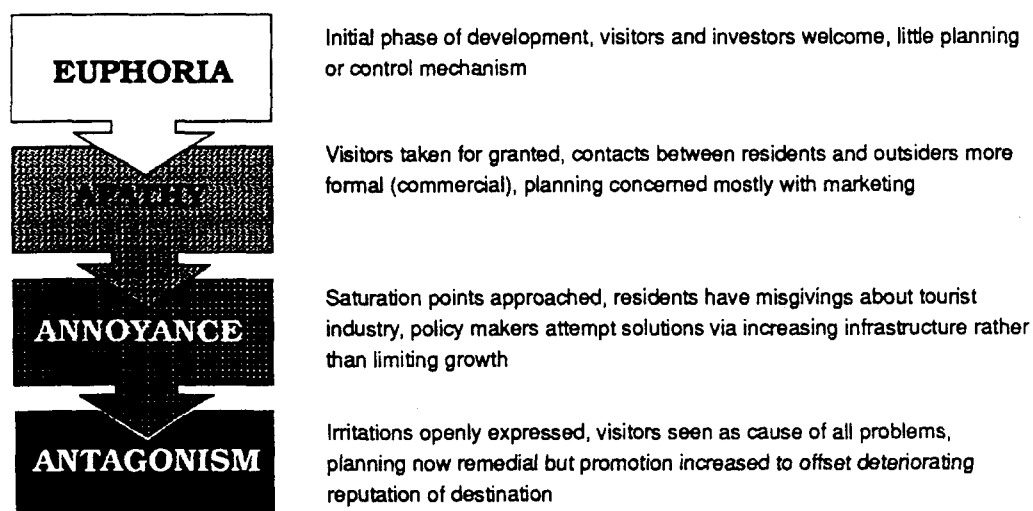 EUPHORIA
Initial phase of development, visitors and investors welcome, little planning
or control mechanism
APATHY
Visitors taken for granted, contacts between residents and outsiders more
formal (commercial), planning concerned mostly with marketing
ANNOYANCE
Saturation points approached, residents have misgivings about tourist
industry, policy makers attempt solutions via increasing infrastructure rather
than limiting growth
ANTAGONISM
Irritations openly expressed, visitors seen as cause of all problems,
planning now remedial but promotion increased to offset deteriorating
reputation of destination